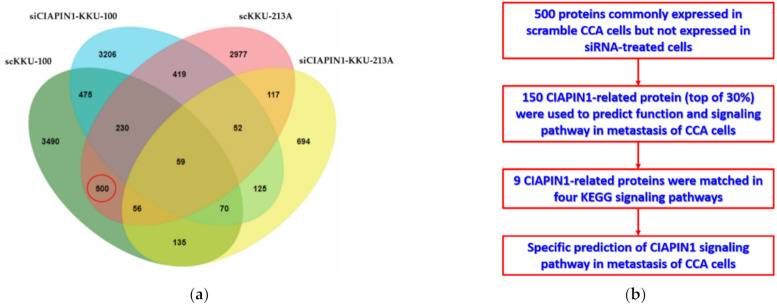 siCIAPIN1-KKU-100
scKKU-213A
scKKU-100
siCIAPIN1-KKU-213A
3206
2977
475
419
117
3490
230
52
694
59
500
125
56
70
135
(a)
500 proteins commonly expressed in
scramble CCA cells but not expressed in
siRNA-treated cells
150 CIAPIN1-related protein (top of 30%)
were used to predict function and signaling
pathway in metastasis of CCA cells
9 CIAPIN1-related proteins were matched in
four KEGG signaling pathways
Specific prediction of CIAPIN1 signaling
pathway in metastasis of CCA cells
(b)